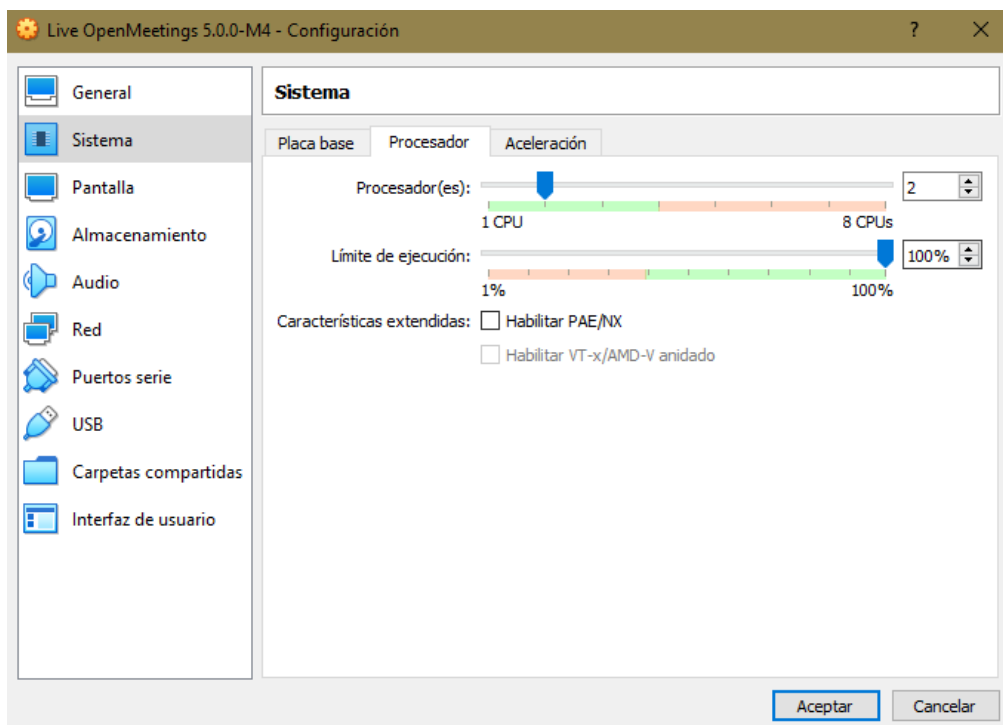 Live OpenMeetings 5.0.0-M4 - Configuración
?
General
Sistema
Pantalla
Almacenamiento
Audio
Red
Puertos serie
USB
Carpetas compartidas
Interfaz de usuario
Sistema
Placa base Procesador Aceleración
Procesador(es): 2
1 CPU 8 CPUs
Límite de ejecución: 100%
1% 100%
Características extendidas: Habilitar PAE/NX
Habilitar VT-x/AMD-V anidado
Aceptar Cancelar